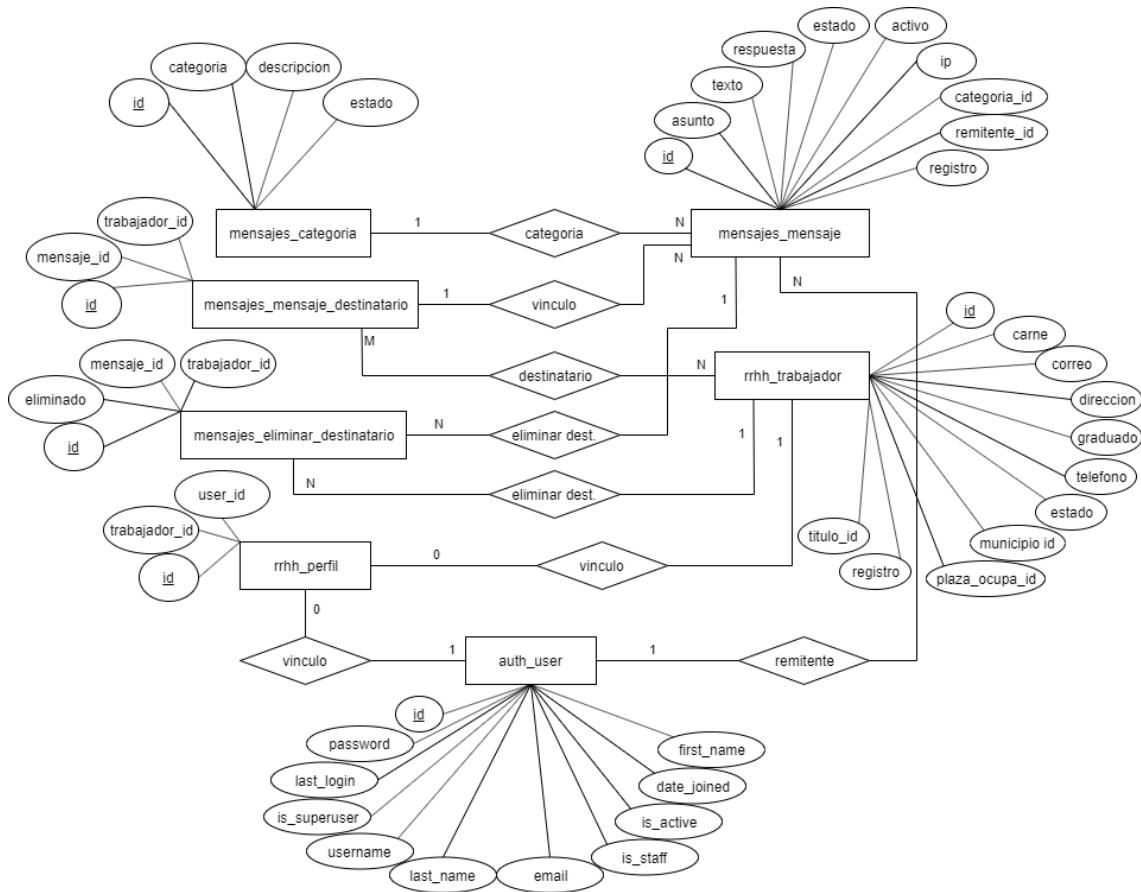 estado
activo
respuesta
categoria
descripcion
ip
texto
id
estado
categoria_id
asunto
remitente_id
id
registro
trabajador_id
mensajes_categoria
1
categoria
N
mensajes_mensaje
mensaje_id
N
id
mensajes_mensaje_destinatario
1
vinculo
1
N
id
M
carne
mensaje_id
trabajador_id
destinatario
N
rrhh_trabajador
correo
eliminado
direccion
mensajes_eliminar_destinatario
N
eliminar dest.
1
graduado
id
1
telefono
N
eliminar dest.
user_id
estado
trabajador_id
titulo_id
municipio id
0
rrhh_perfil
vinculo
registro
id
plaza_ocupa_id
0
vinculo
1
auth_user
1
remitente
id
password
first_name
last_login
date_joined
is_superuser
is_active
username
is_staff
last_name
email